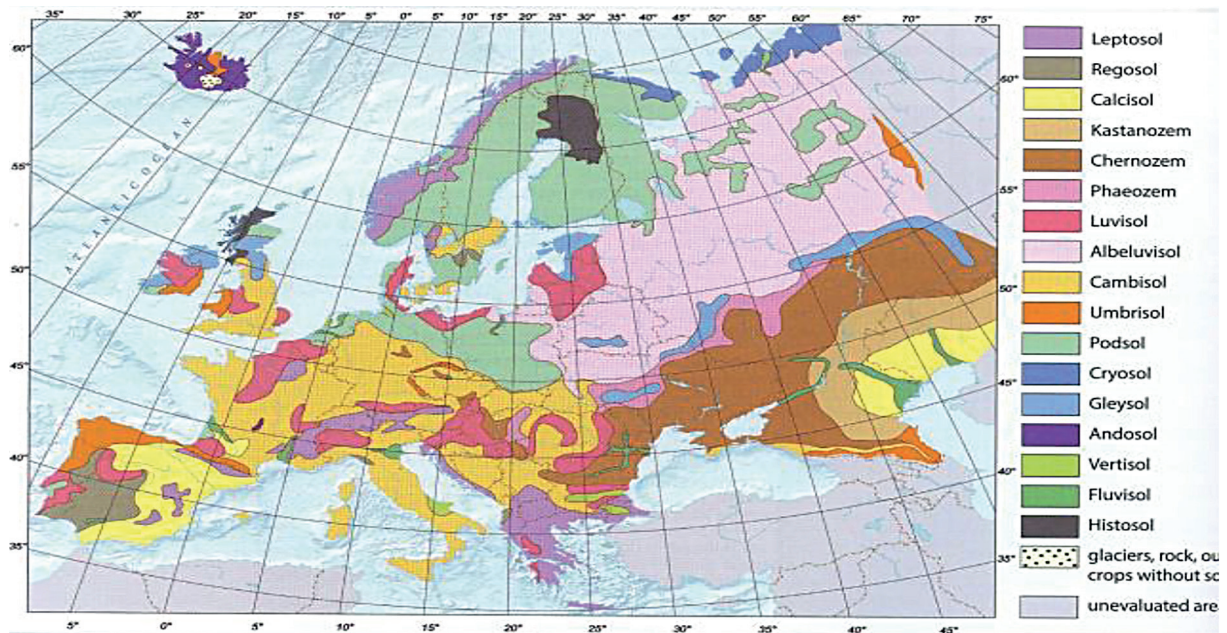 35° 30° 25° 20° 15° 10° 5° 0° 5° 10° 15° 20° 25° 30° 35° 40° 45° 50° 55° 60° 65° 70° 75°
60°
55°
50°
45°
40°
35°
60°
55°
50°
45°
40°
35°
ATLANTIC OCEAN
5° 0° 5° 10° 15° 20° 25° 30° 35° 40° 45°
Leptosol
Regosol
Calcisol
Kastanozem
Chernozem
Phaeozem
Luvisol
Albeluvisol
Cambisol
Umbrisol
Podsol
Cryosol
Gleysol
Andosol
Vertisol
Fluvisol
Histosol
glaciers, rock, ou
crops without so
unevaluated are